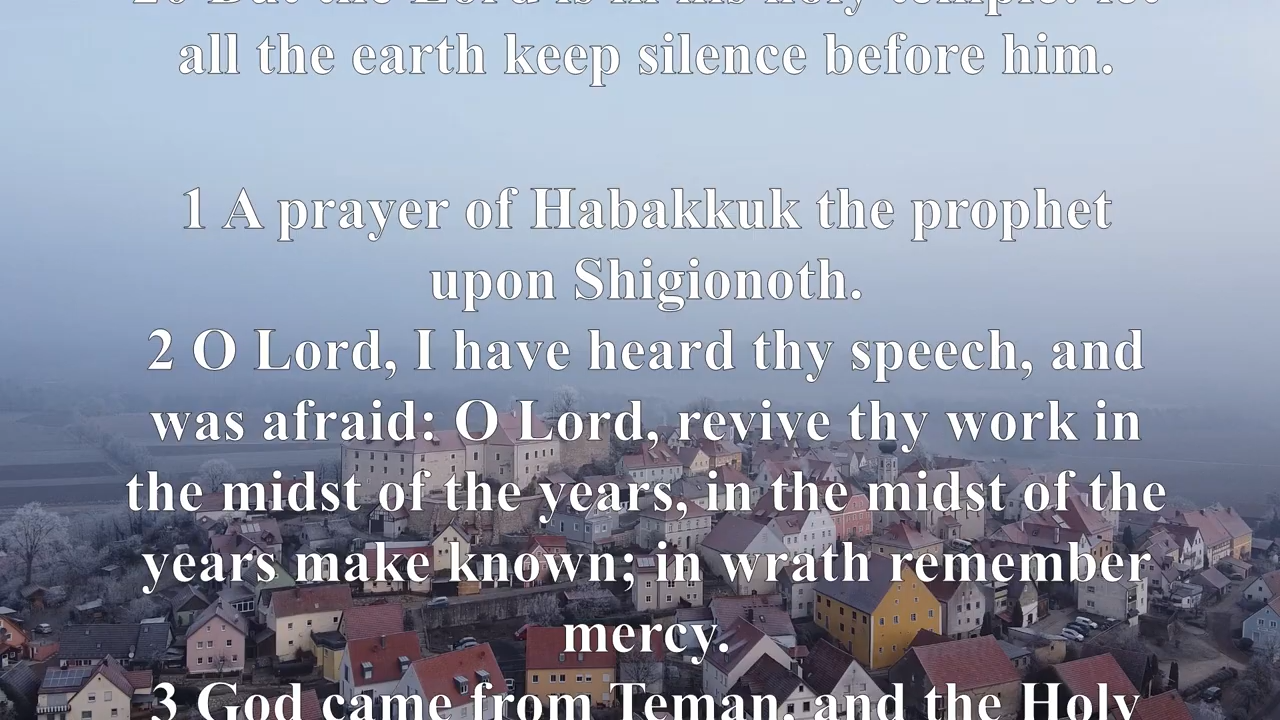 20 But the Lord is in his holy temple: let
all the earth keep silence before him.
1 A prayer of Habakkuk the prophet
upon Shigionoth.
2 O Lord, I have heard thy speech, and
was afraid: O Lord, revive thy work in
the midst of the years, in the midst of the
years make known; in wrath remember
mercy.
3 God came from Teman, and the Holy